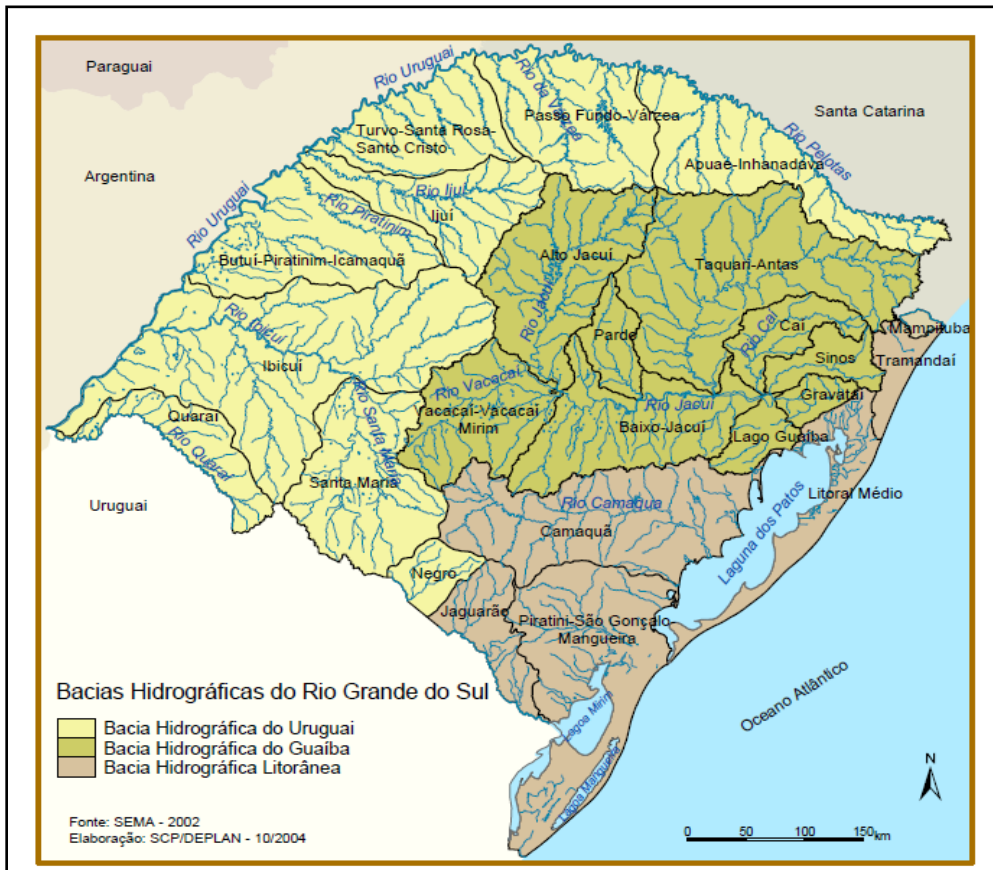 Paraguai
Rio Uruguai
Rio da Várzea
Santa Catarina
Passo Fundo-Várzea
Turvo-Santa Rosa-
Santo Cristo
Rio Pelotas
Apuaê-Inhandava
Argentina
Rio Ijuí
Ijuí
Rio Piratinim
Rio Uruguai
Butuí-Piratinim-Icamaquã
Alto Jacuí
Taquari-Antas
Rio Jacuí
Rio Ibicuí
Ibicuí
Pardo
Rio Caí
Caí
Mampituba
Sinos
Tramandaí
Rio Vacacaí
Vacacaí-Vacacaí
Mirim
Rio Santa Maria
Gravataí
Rio Jacuí
Baixo-Jacuí
Quaraí
Rio Quaraí
Lago Guaíba
Santa Maria
Uruguai
Litoral Médio
Rio Camaqua
Camaquã
Laguna dos Patos
Negro
Jaguarão
Piratini-São Gonçalo-
Mangueira
Oceano Atlântico
Lagoa Mirim
Lagoa Mangueira
Bacias Hidrográficas do Rio Grande do Sul
Bacia Hidrográfica do Uruguai
Bacia Hidrográfica do Guaíba
Bacia Hidrográfica Litorânea
N
Fonte: SEMA - 2002
Elaboração: SCP/DEPLAN - 10/2004
0 50 100 150km